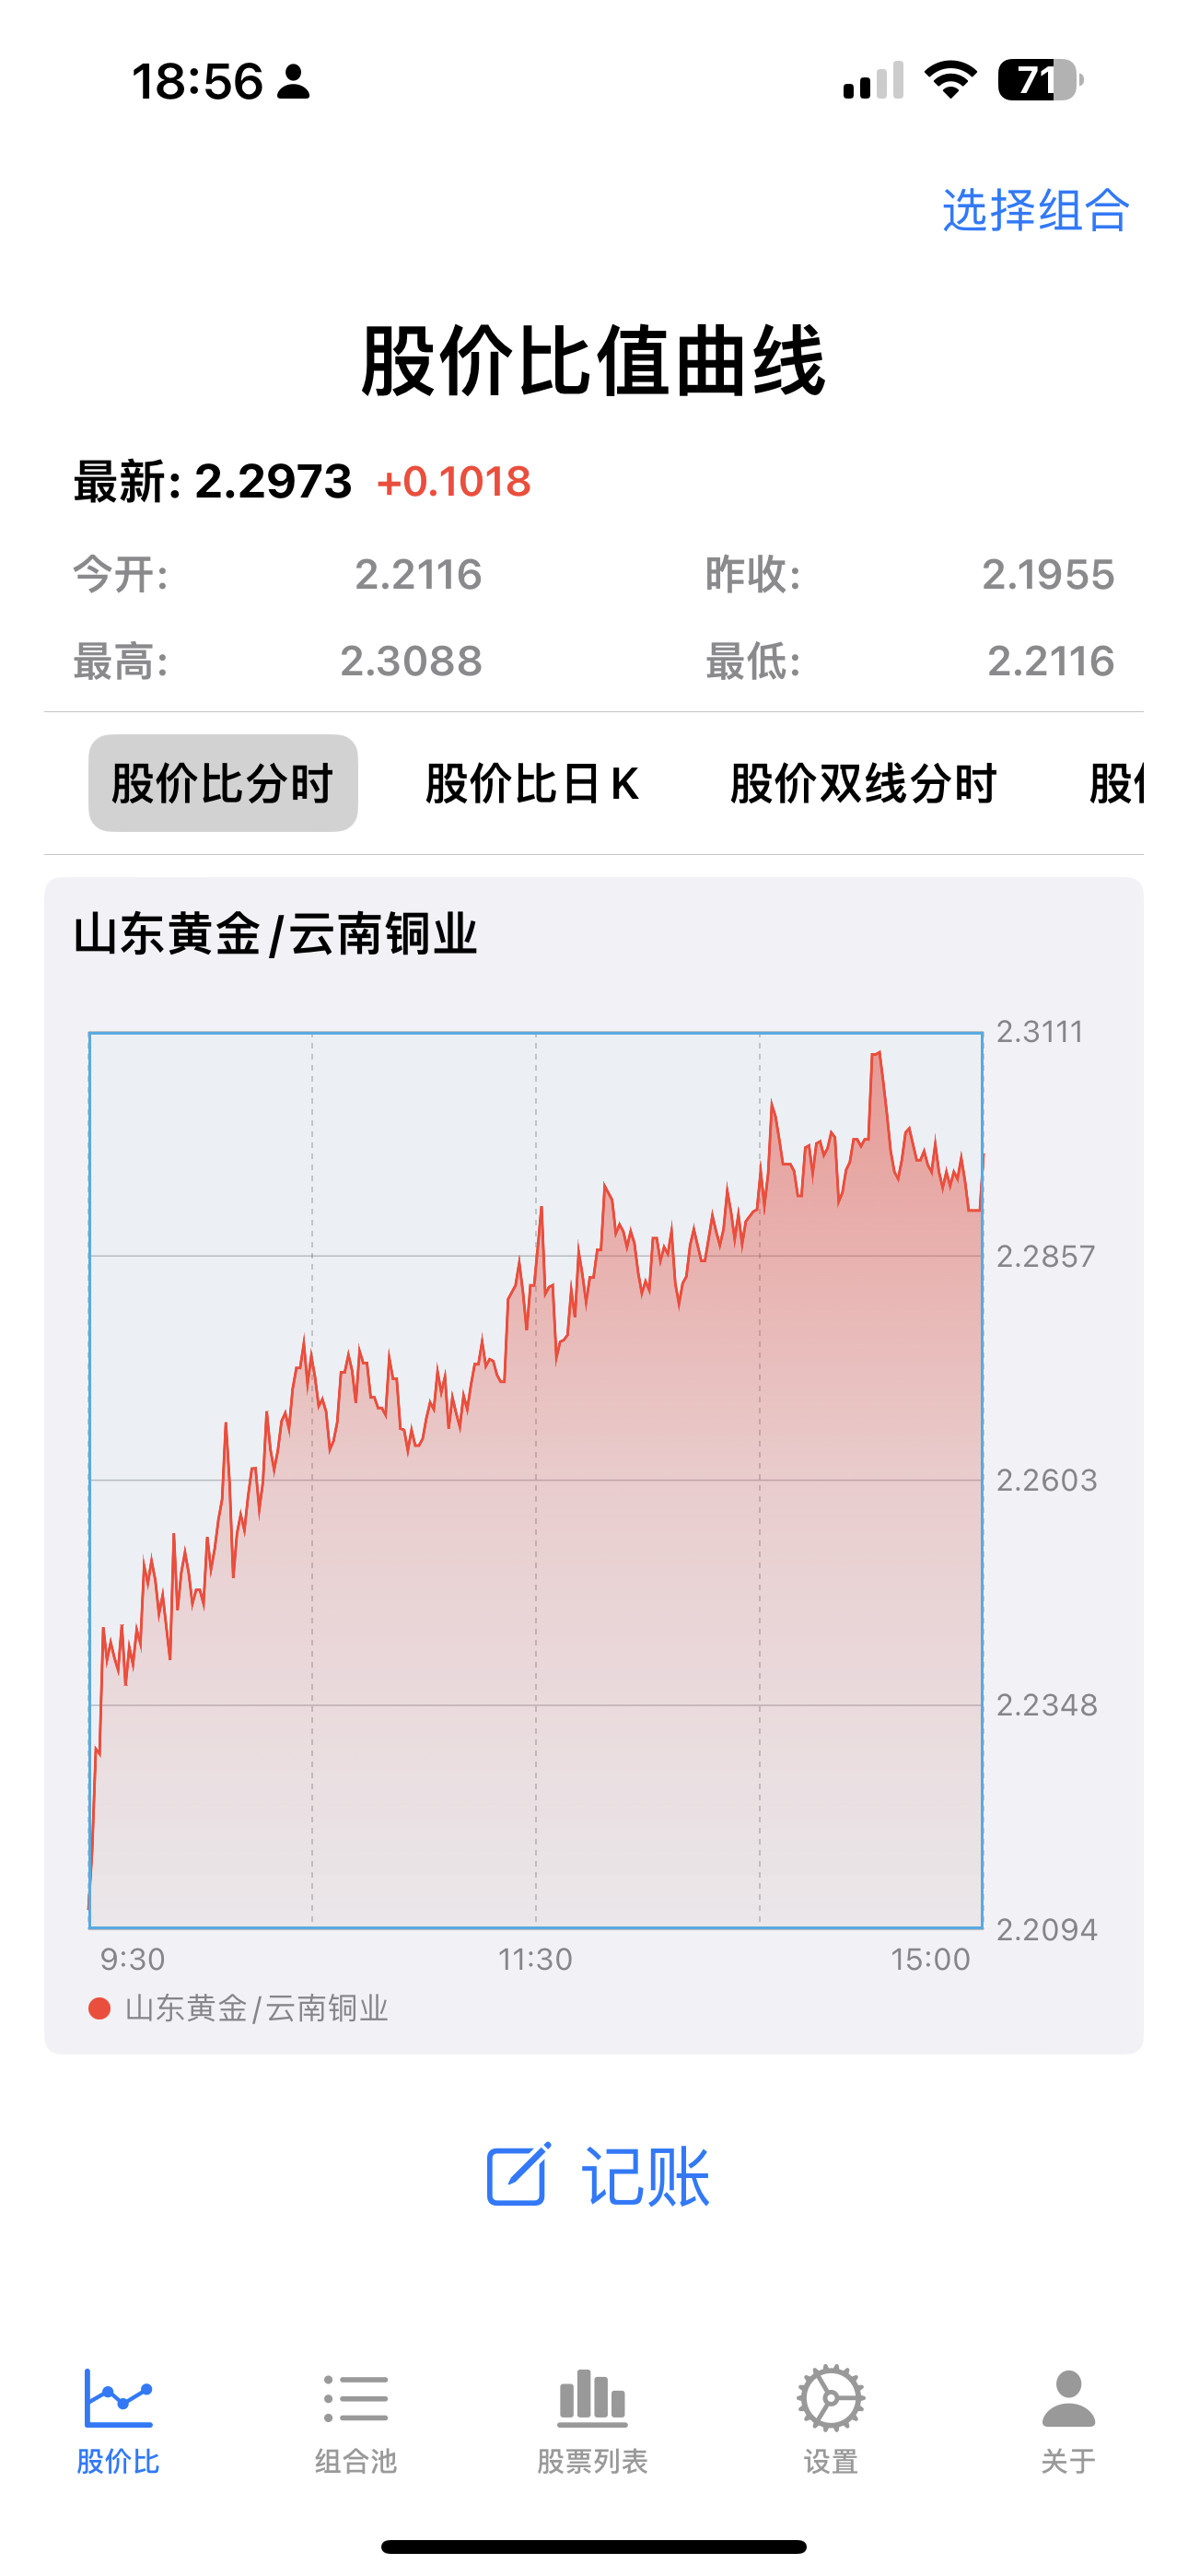 18:56 71
选择组合
股价比值曲线
最新: 2.2973 +0.1018
今开: 2.2116 昨收: 2.1955
最高: 2.3088 最低: 2.2116
股价比分时 股价比日K 股价双线分时 股
山东黄金/云南铜业
2.3111
2.2857
2.2603
2.2348
2.2094
9:30 11:30 15:00
山东黄金/云南铜业
记账
股价比 组合池 股票列表 设置 关于